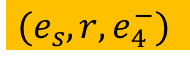 (e_s, r, e_4^-)